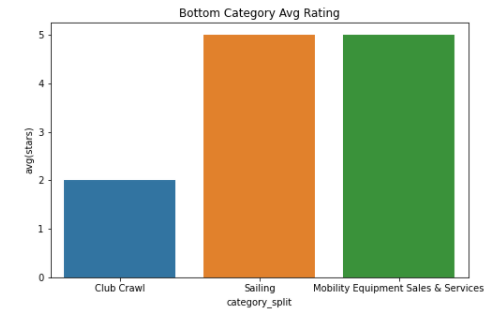 Bottom Category Avg Rating
avg(stars)
5
4
3
2
1
0
Club Crawl Sailing Mobility Equipment Sales & Services
category_split